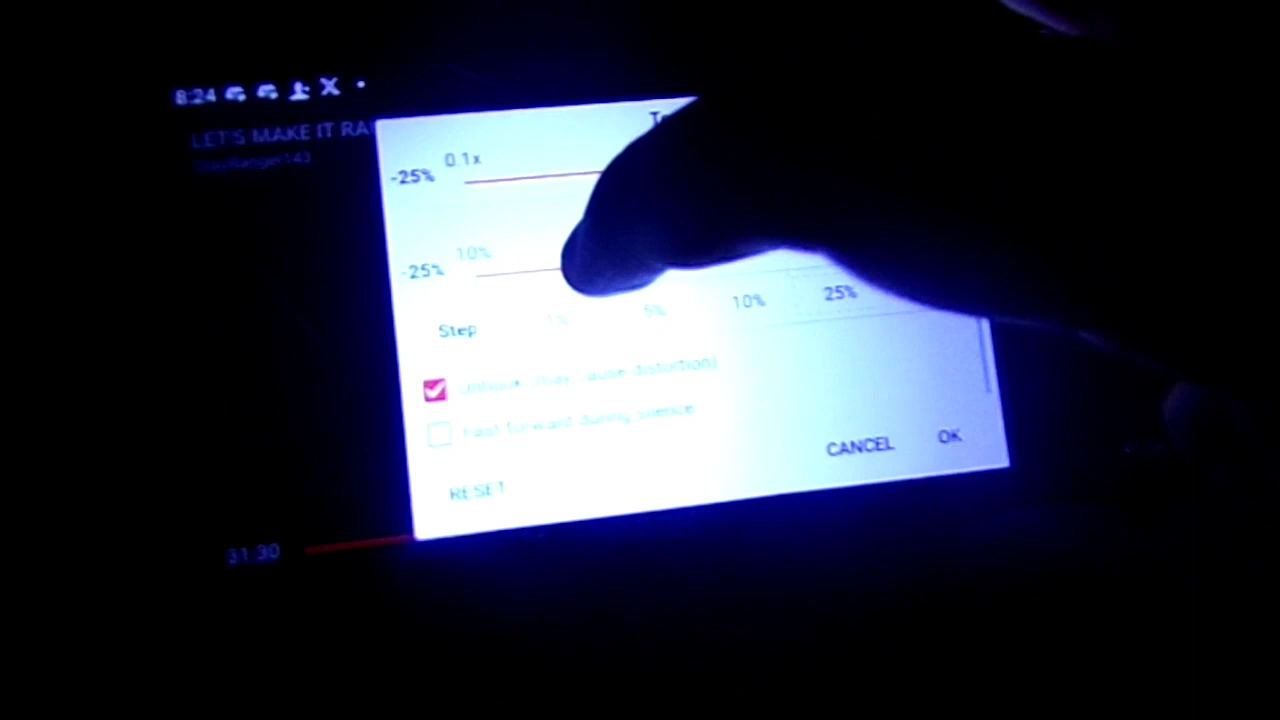 8:24
LET'S MAKE IT RA
0.1x
-25%
10%
-25%
Step 1% 5% 10% 25%
Unhook (may cause distortion)
Fast forward during silence
CANCEL OK
RESET
31:30